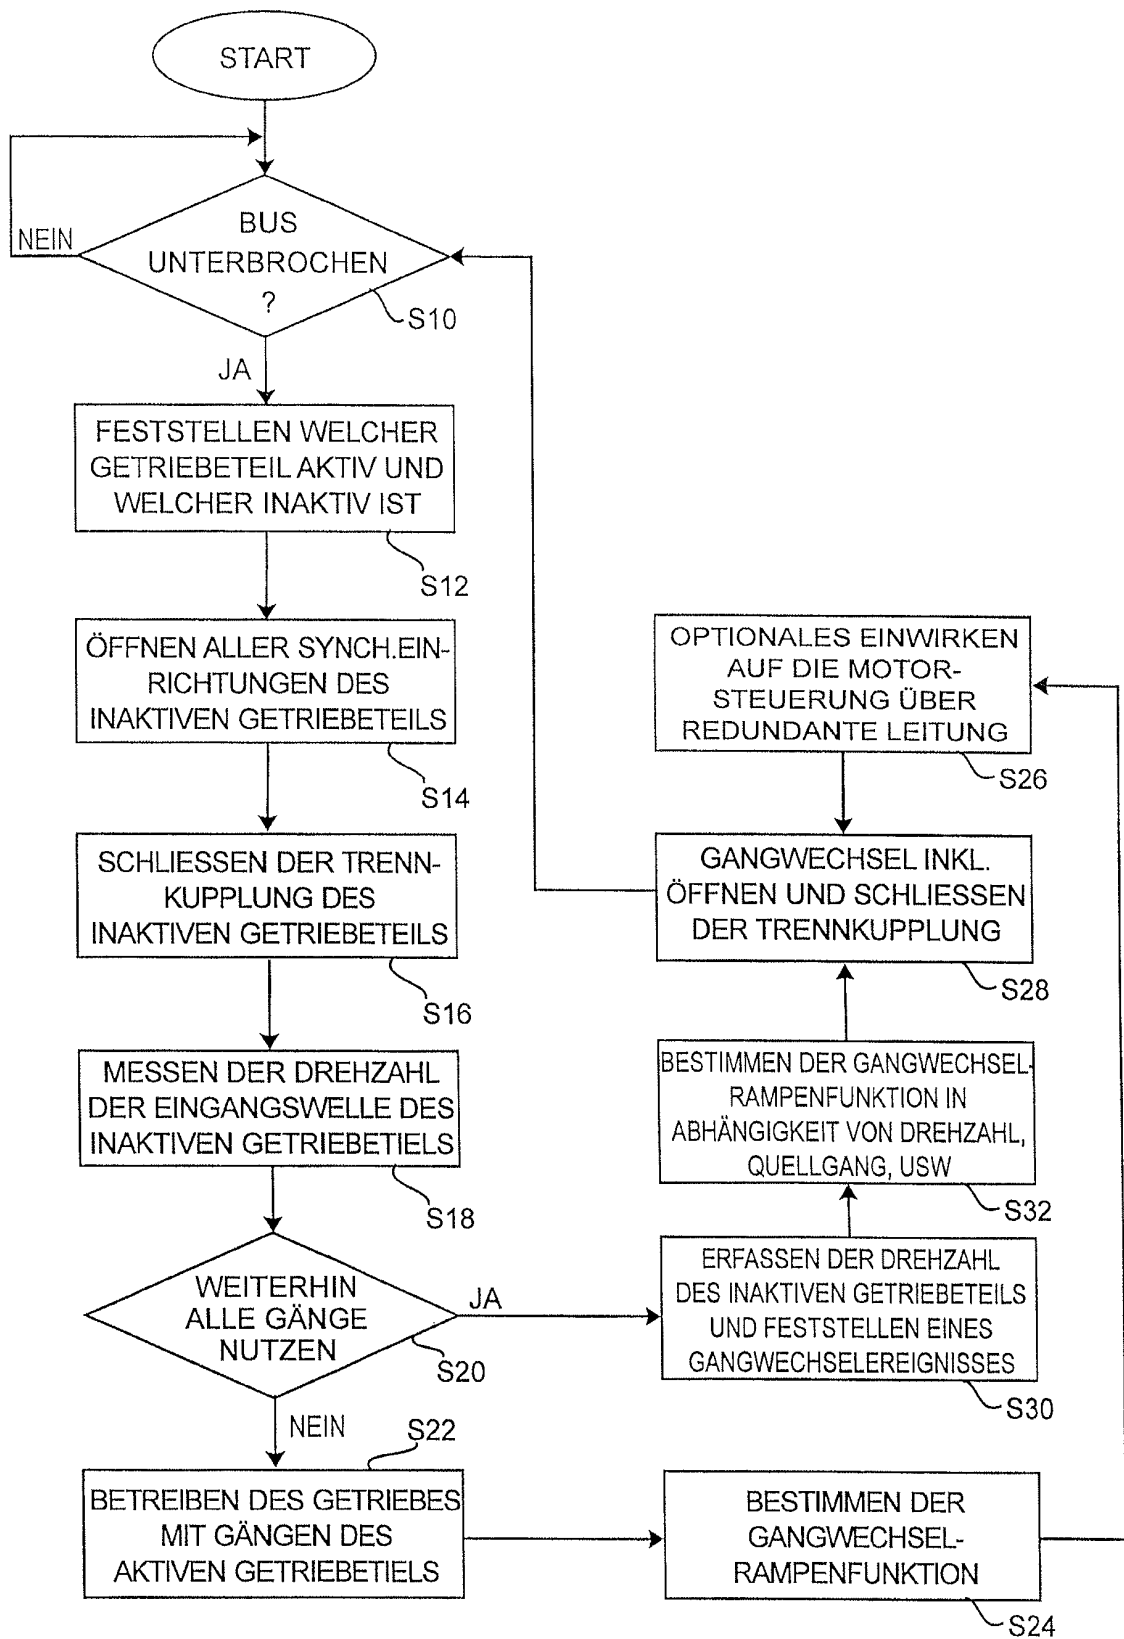 START
BUS
UNTERBROCHEN
?
NEIN
S10
JA
FESTSTELLEN WELCHER
GETRIEBETEIL AKTIV UND
WELCHER INAKTIV IST
S12
ÖFFNEN ALLER SYNCH.EIN-
RICHTUNGEN DES
INAKTIVEN GETRIEBETEILS
S14
SCHLIESSEN DER TRENN-
KUPPLUNG DES
INAKTIVEN GETRIEBETEILS
S16
MESSEN DER DREHZAHL
DER EINGANGSWELLE DES
INAKTIVEN GETRIEBETIELS
S18
WEITERHIN
ALLE GÄNGE
NUTZEN
JA
S20
NEIN
S22
BETREIBEN DES GETRIEBES
MIT GÄNGEN DES
AKTIVEN GETRIEBETIELS
BESTIMMEN DER
GANGWECHSEL-
RAMPENFUNKTION
S24
OPTIONALES EINWIRKEN
AUF DIE MOTOR-
STEUERUNG ÜBER
REDUNDANTE LEITUNG
S26
GANGWECHSEL INKL.
ÖFFNEN UND SCHLIESSEN
DER TRENNKUPPLUNG
S28
BESTIMMEN DER GANGWECHSEL-
RAMPENFUNKTION IN
ABHÄNGIGKEIT VON DREHZAHL,
QUELLGANG, USW
S32
ERFASSEN DER DREHZAHL
DES INAKTIVEN GETRIEBETEILS
UND FESTSTELLEN EINES
GANGWECHSELEREIGNISSES
S30